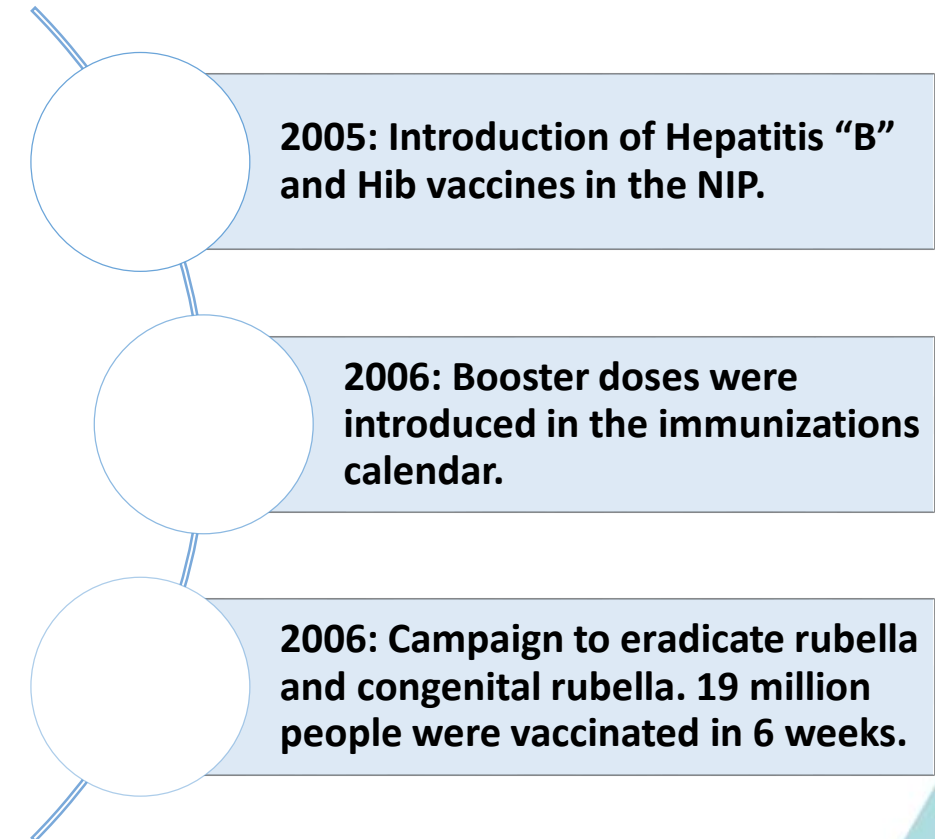 2005: Introduction of Hepatitis “B”
and Hib vaccines in the NIP.
2006: Booster doses were
introduced in the immunizations
calendar.
2006: Campaign to eradicate rubella
and congenital rubella. 19 million
people were vaccinated in 6 weeks.